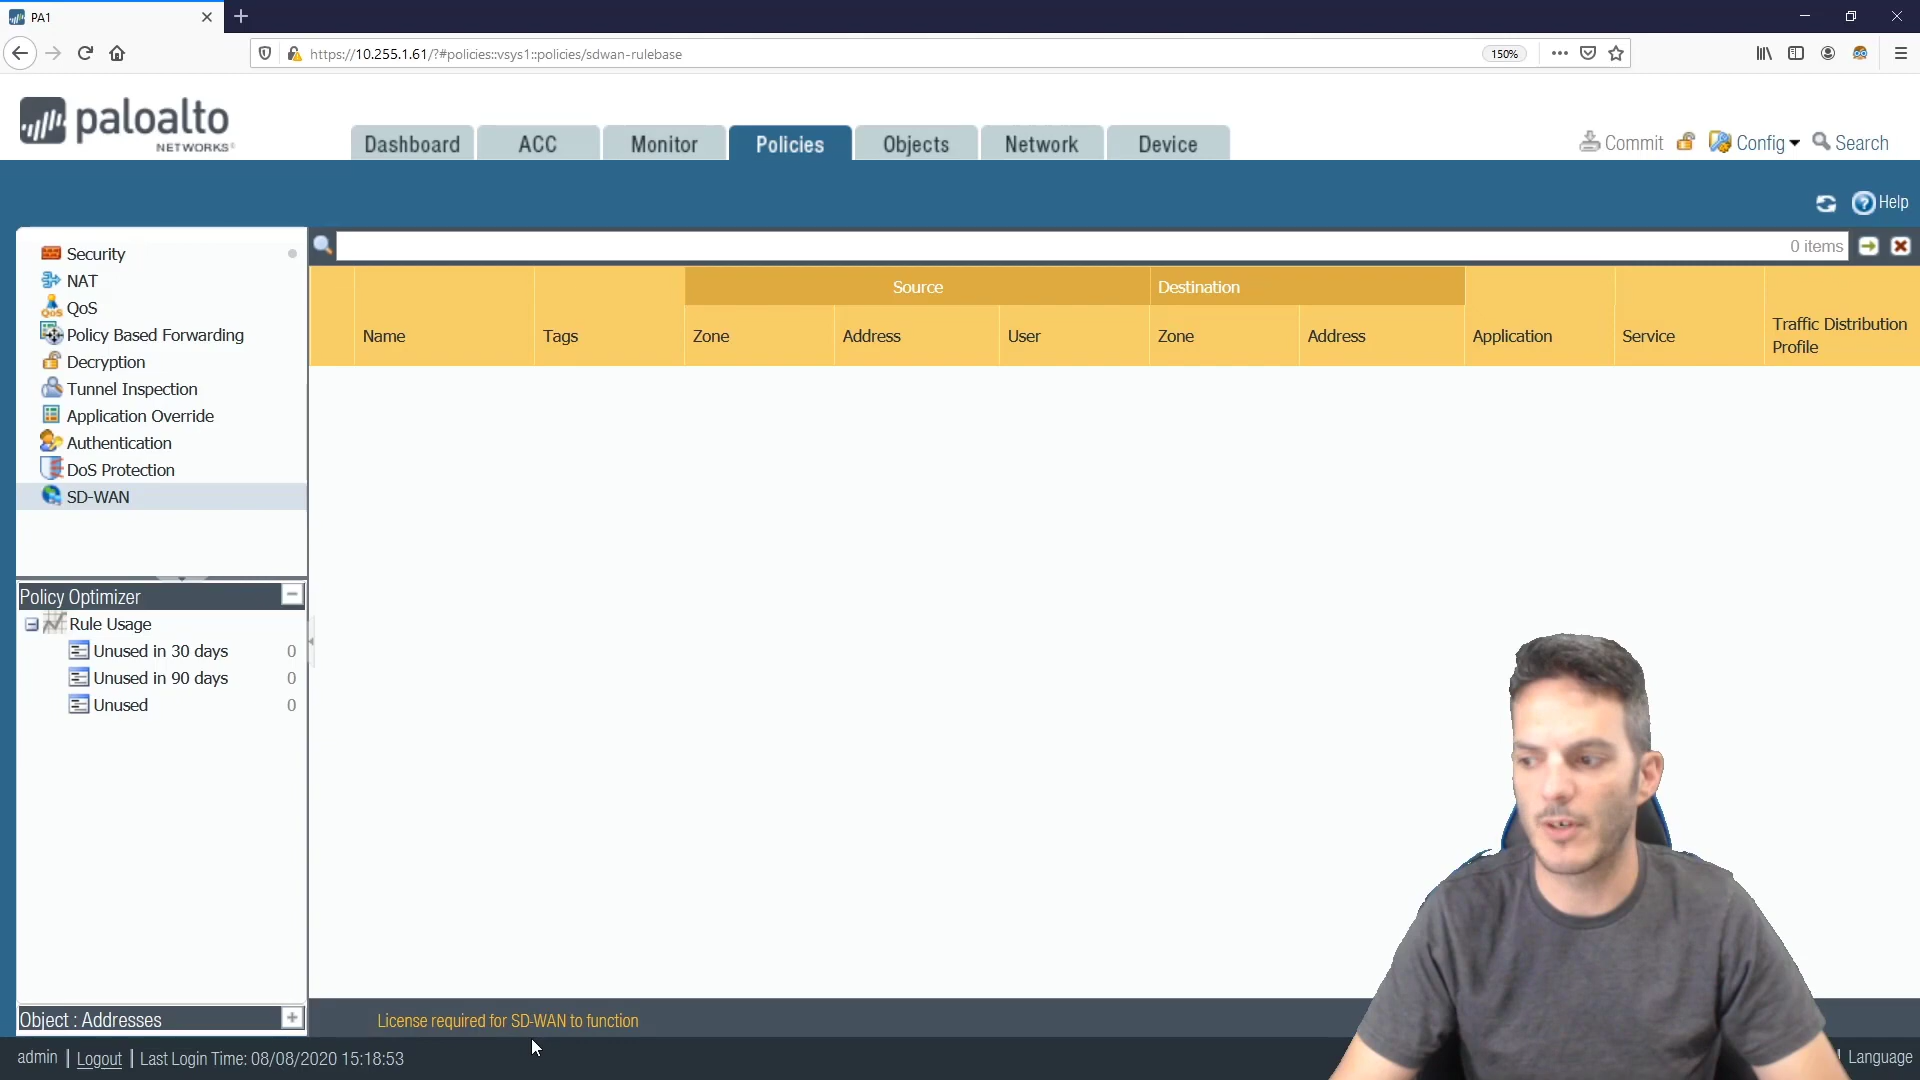 PA1
https://10.255.1.61/?#policies::vsys1::policies/sdwan-rulebase
150%
paloalto
NETWORKS
Dashboard
ACC
Monitor
Policies
Objects
Network
Device
Commit
Config
Search
Help
Security
NAT
QoS
Policy Based Forwarding
Decryption
Tunnel Inspection
Application Override
Authentication
DoS Protection
SD-WAN
0 items
Source
Destination
Name
Tags
Zone
Address
User
Zone
Address
Application
Service
Traffic Distribution
Profile
Policy Optimizer
Rule Usage
Unused in 30 days 0
Unused in 90 days 0
Unused 0
Object : Addresses
License required for SD-WAN to function
admin | Logout | Last Login Time: 08/08/2020 15:18:53
Language